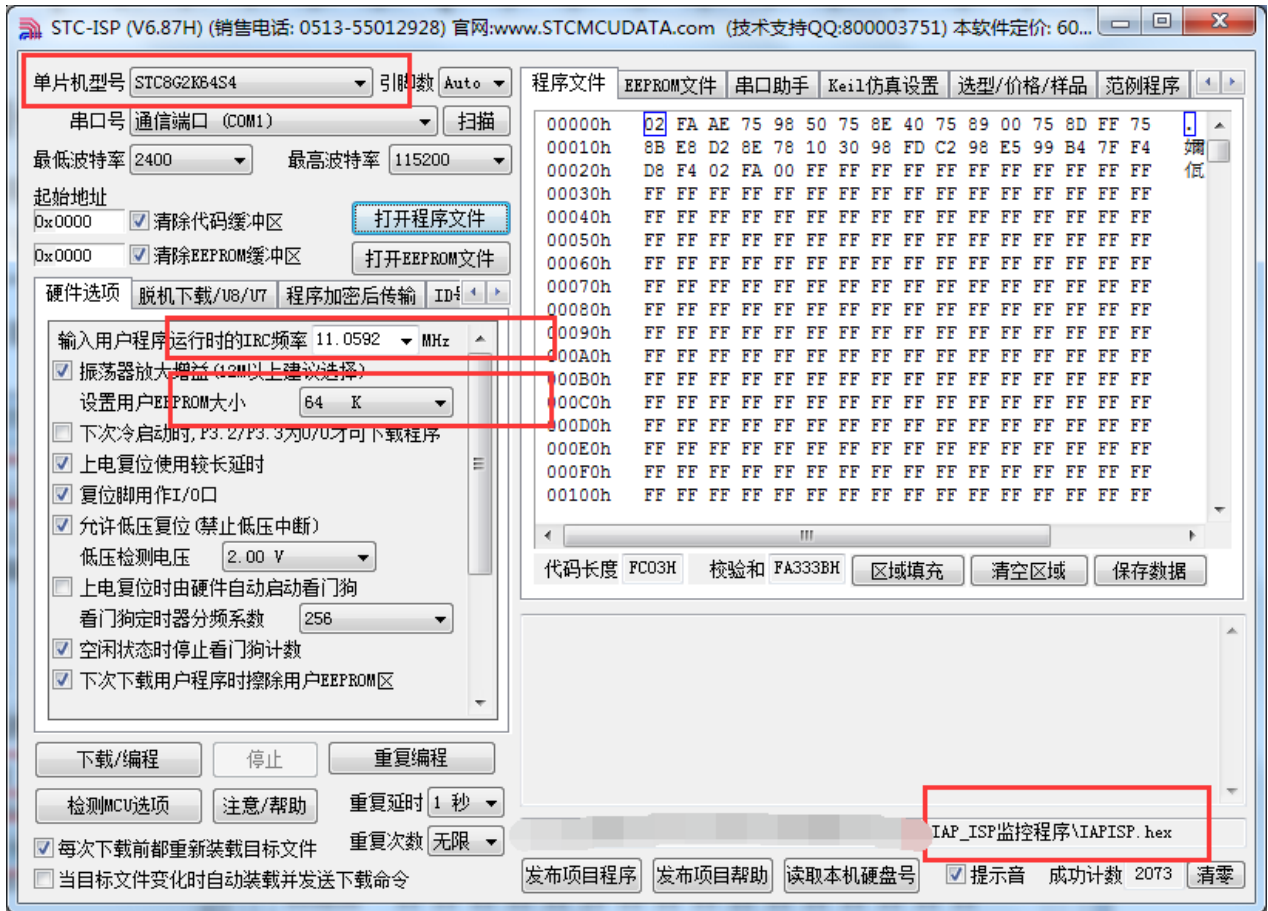 STC-ISP (V6.87H) (销售电话: 0513-55012928) 官网:www.STCMCUDATA.com (技术支持QQ:800003751) 本软件定价: 60...
单片机型号 STC8G2K64S4 引脚数 Auto
串口号 通信端口 (COM1) 扫描
最低波特率 2400 最高波特率 115200
起始地址
0x0000 清除代码缓冲区 打开程序文件
0x0000 清除EEPROM缓冲区 打开EEPROM文件
硬件选项 脱机下载/U8/U7 程序加密后传输
输入用户程序运行时的IRC频率 11.0592 MHz
振荡器放大增益(12M以上建议选择)
设置用户EEPROM大小 64 K
下次冷启动时,P3.2/P3.3为0/0才可下载程序
上电复位使用较长延时
复位脚用作I/O口
允许低压复位(禁止低压中断)
低压检测电压 2.00 V
上电复位时由硬件自动启动看门狗
看门狗定时器分频系数 256
空闲状态时停止看门狗计数
下次下载用户程序时擦除用户EEPROM区
下载/编程 停止 重复编程
检测MCU选项 注意/帮助 重复延时 1 秒
每次下载前都重新装载目标文件 重复次数 无限
当目标文件变化时自动装载并发送下载命令
程序文件 EEPROM文件 串口助手 Keil仿真设置 选型/价格/样品 范例程序
00000h 02 FA AE 75 98 50 75 8E 40 75 89 00 75 8D FF 75 .
00010h 8B E8 D2 8E 78 10 30 98 FD C2 98 E5 99 B4 7F F4
00020h D8 F4 02 FA 00 FF FF FF FF FF FF FF FF FF FF FF
00030h FF FF FF FF FF FF FF FF FF FF FF FF FF FF FF FF
00040h FF FF FF FF FF FF FF FF FF FF FF FF FF FF FF FF
00050h FF FF FF FF FF FF FF FF FF FF FF FF FF FF FF FF
00060h FF FF FF FF FF FF FF FF FF FF FF FF FF FF FF FF
00070h FF FF FF FF FF FF FF FF FF FF FF FF FF FF FF FF
00080h FF FF FF FF FF FF FF FF FF FF FF FF FF FF FF FF
00090h FF FF FF FF FF FF FF FF FF FF FF FF FF FF FF FF
000A0h FF FF FF FF FF FF FF FF FF FF FF FF FF FF FF FF
000B0h FF FF FF FF FF FF FF FF FF FF FF FF FF FF FF FF
000C0h FF FF FF FF FF FF FF FF FF FF FF FF FF FF FF FF
000D0h FF FF FF FF FF FF FF FF FF FF FF FF FF FF FF FF
000E0h FF FF FF FF FF FF FF FF FF FF FF FF FF FF FF FF
000F0h FF FF FF FF FF FF FF FF FF FF FF FF FF FF FF FF
00100h FF FF FF FF FF FF FF FF FF FF FF FF FF FF FF FF
代码长度 FC03H 校验和 FA333BH 区域填充 清空区域 保存数据
IAP_ISP监控程序\IAPISP.hex
发布项目程序 发布项目帮助 读取本机硬盘号 提示音 成功计数 2073 清零